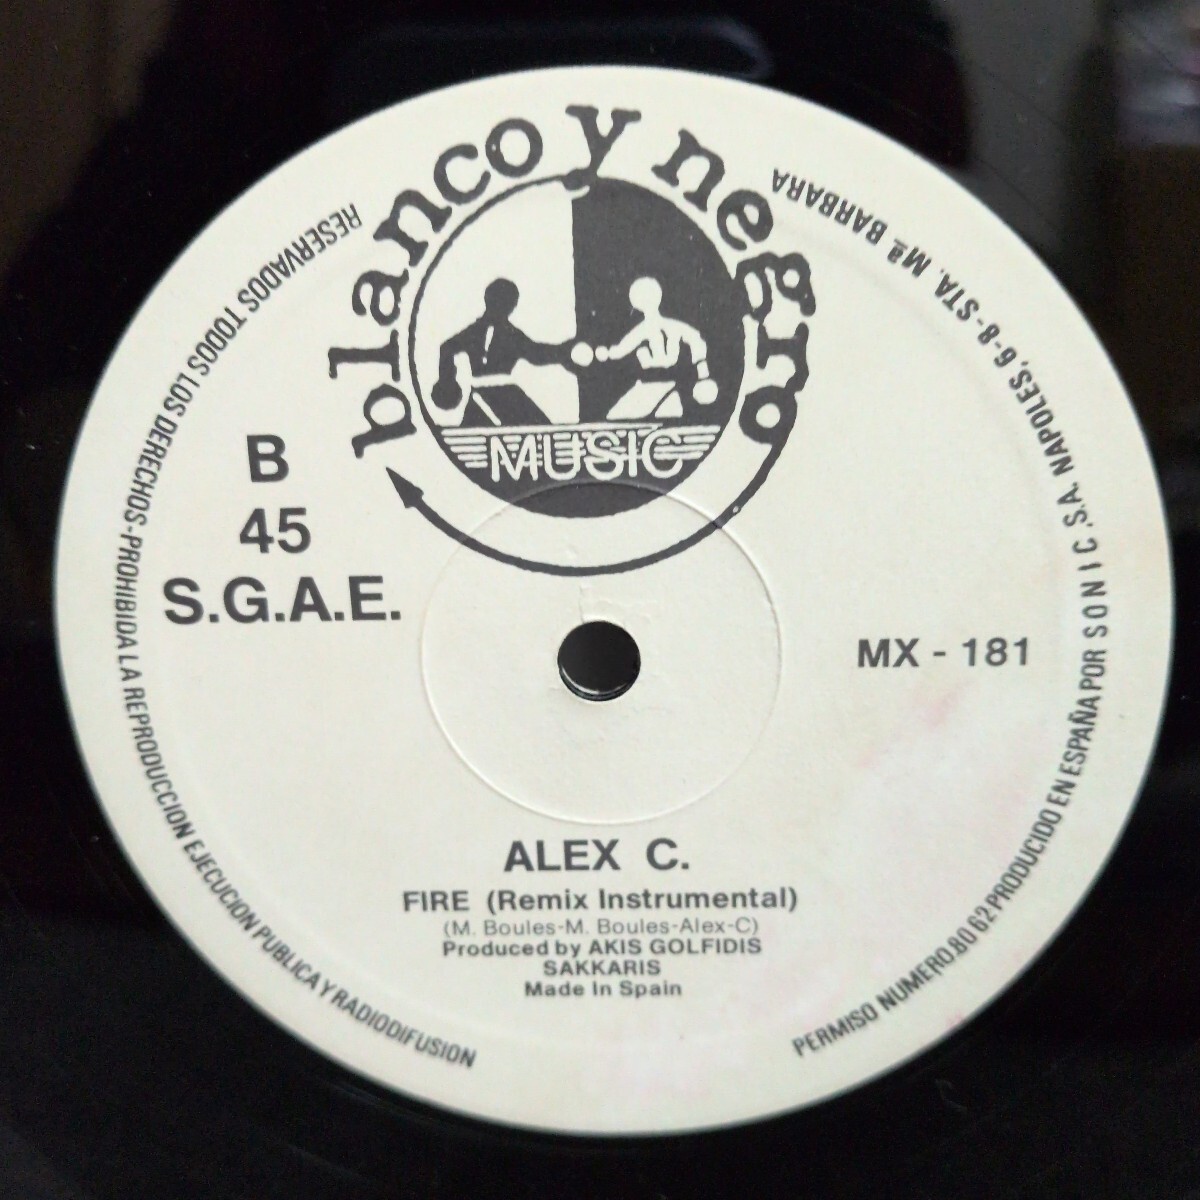 blanco y negro
MUSIC
B
45
S.G.A.E.
MX - 181
ALEX C.
FIRE (Remix Instrumental)
(M. Boules-M. Boules-Alex-C)
Produced by AKIS GOLFIDIS
SAKKARIS
Made In Spain
RESERVADOS TODOS LOS DERECHOS-PROHIBIDA LA REPRODUCCION EJECUCION PUBLICA Y RADIODIFUSION
PERMISO NUMERO.80 62 PRODUCIDO EN ESPAÑA POR S O N I C , S.A. NAPOLES, 6-8-STA. Mª BARBARA